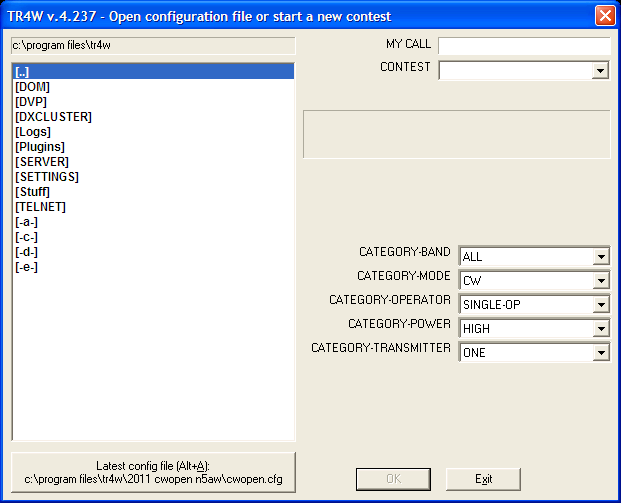 TR4W v.4.237 - Open configuration file or start a new contest
c:\program files\tr4w
MY CALL
CONTEST
[..]
[DOM]
[DVP]
[DXCLUSTER]
[Logs]
[Plugins]
[SERVER]
[SETTINGS]
[Stuff]
[TELNET]
[-a-]
[-c-]
[-d-]
[-e-]
CATEGORY-BAND ALL
CATEGORY-MODE CW
CATEGORY-OPERATOR SINGLE-OP
CATEGORY-POWER HIGH
CATEGORY-TRANSMITTER ONE
Latest config file (Alt+A):
c:\program files\tr4w\2011 cwopen n5aw\cwopen.cfg
OK
Exit